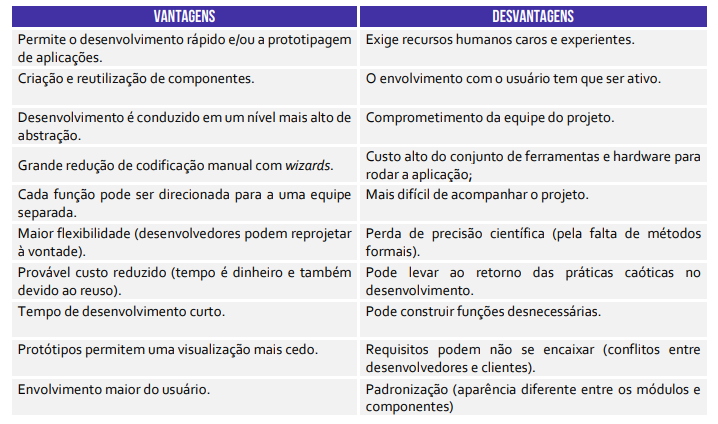 VANTAGENS DESVANTAGENS
Permite o desenvolvimento rápido e/ou a prototipagem
de aplicações.
Exige recursos humanos caros e experientes.
Criação e reutilização de componentes.
O envolvimento com o usuário tem que ser ativo.
Desenvolvimento é conduzido em um nível mais alto de
abstração.
Comprometimento da equipe do projeto.
Grande redução de codificação manual com wizards.
Custo alto do conjunto de ferramentas e hardware para
rodar a aplicação;
Cada função pode ser direcionada para a uma equipe
separada.
Mais difícil de acompanhar o projeto.
Maior flexibilidade (desenvolvedores podem reprojetar
à vontade).
Perda de precisão científica (pela falta de métodos
formais).
Provável custo reduzido (tempo é dinheiro e também
devido ao reuso).
Pode levar ao retorno das práticas caóticas no
desenvolvimento.
Tempo de desenvolvimento curto.
Pode construir funções desnecessárias.
Protótipos permitem uma visualização mais cedo.
Requisitos podem não se encaixar (conflitos entre
desenvolvedores e clientes).
Envolvimento maior do usuário.
Padronização (aparência diferente entre os módulos e
componentes)